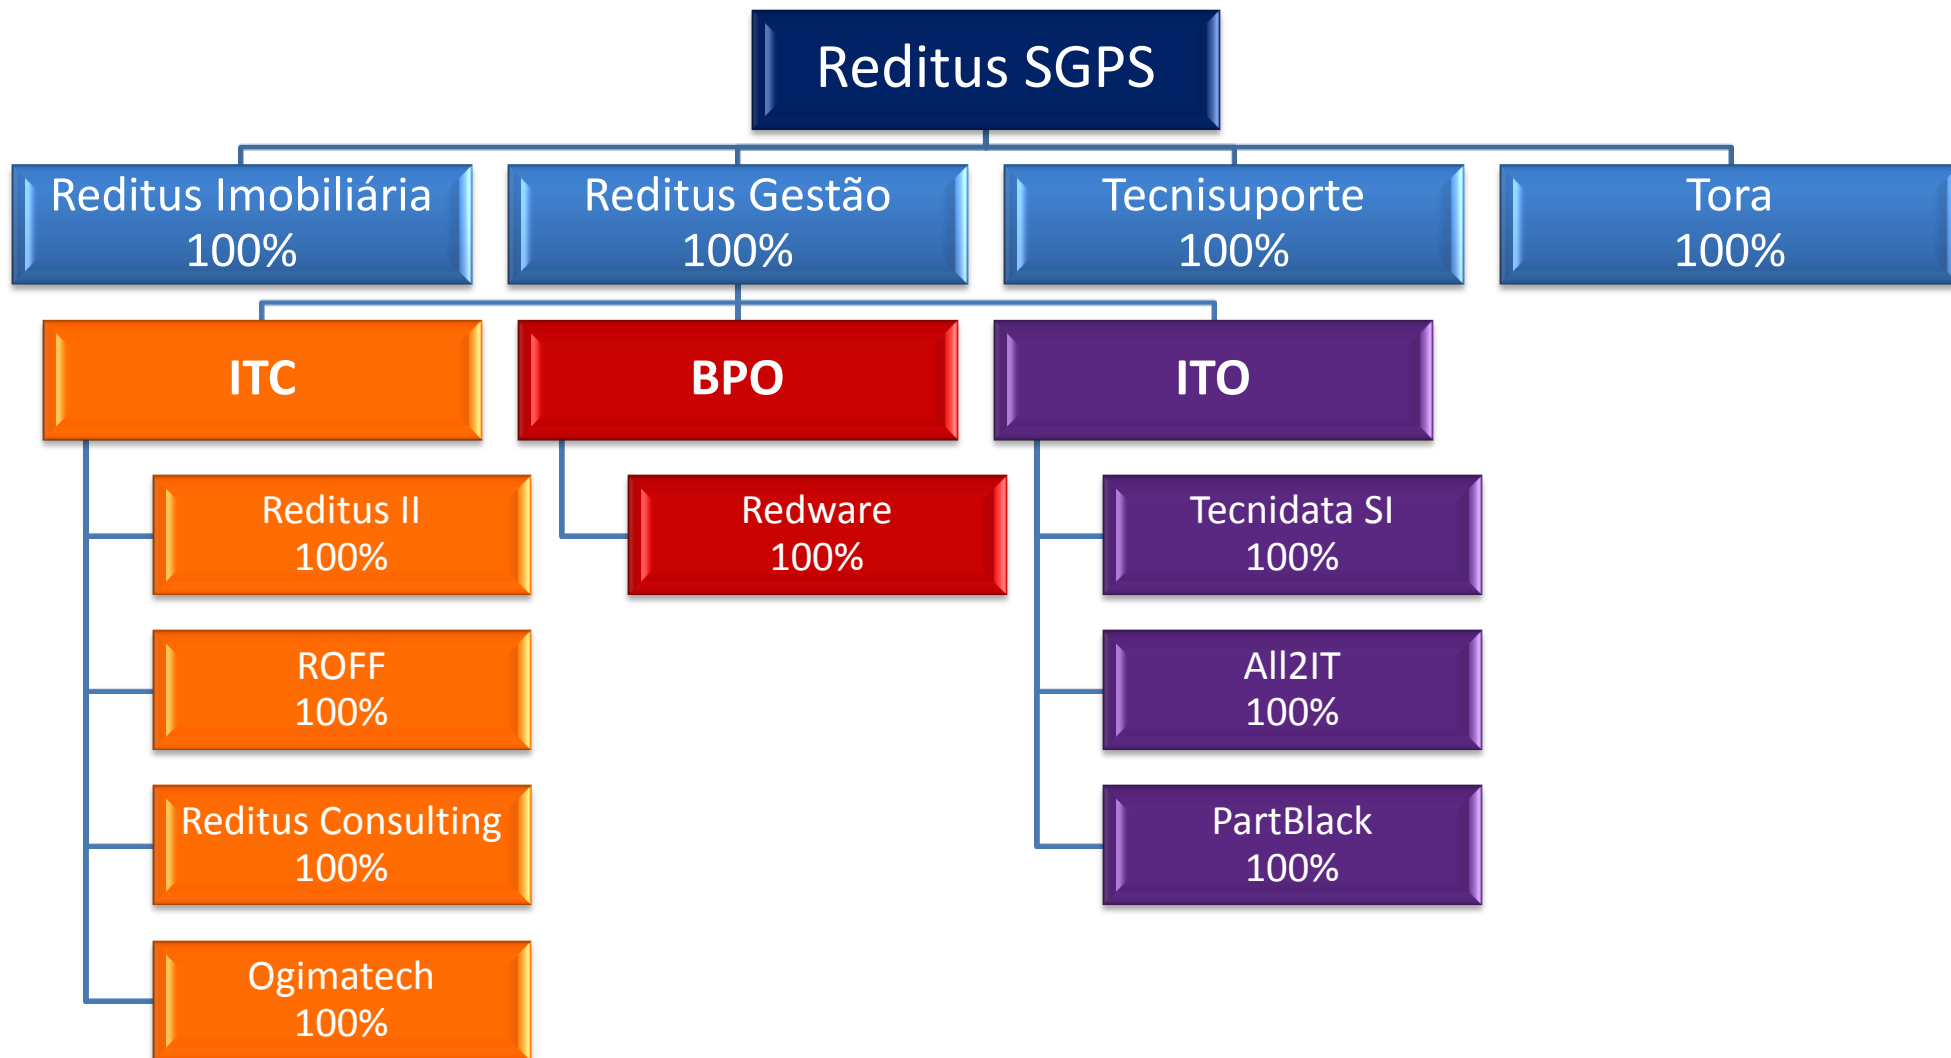 Reditus SGPS
Reditus Imobiliária
100%
Reditus Gestão
100%
Tecnisuporte
100%
Tora
100%
ITC
BPO
ITO
Reditus II
100%
Redware
100%
Tecnidata SI
100%
ROFF
100%
All2IT
100%
Reditus Consulting
100%
PartBlack
100%
Ogimatech
100%